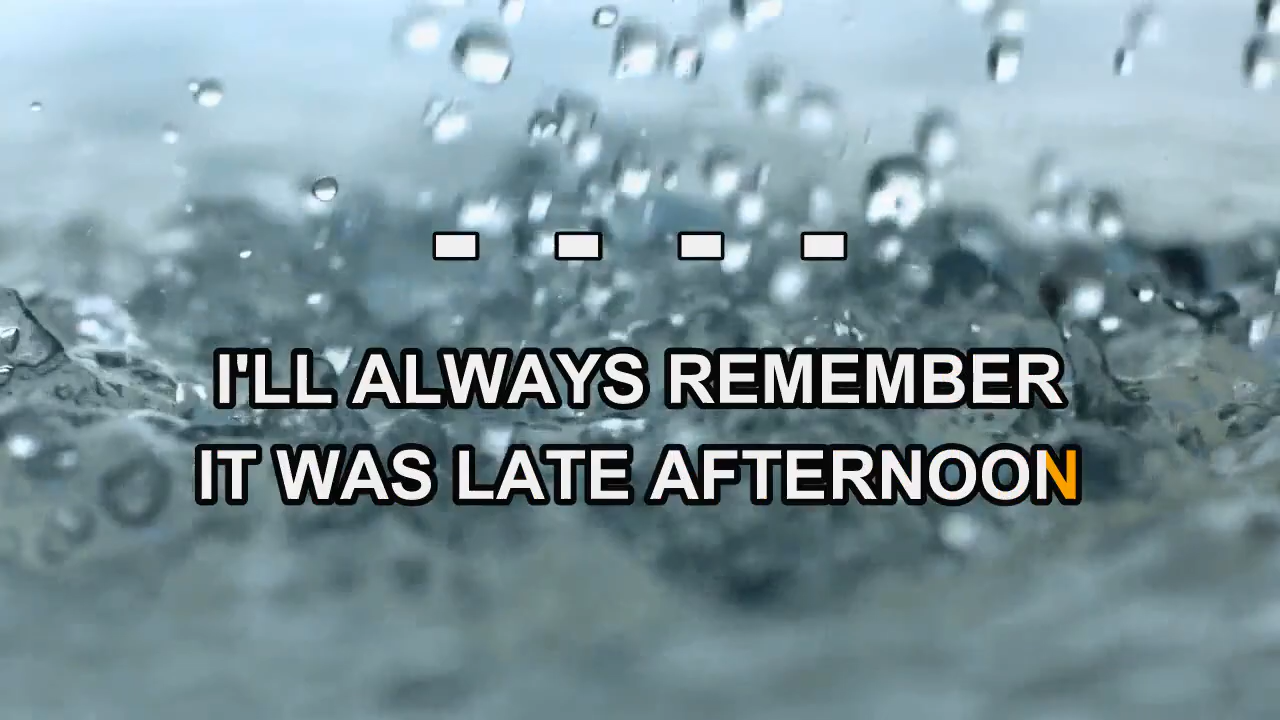 - - - -
I'LL ALWAYS REMEMBER
IT WAS LATE AFTERNOON